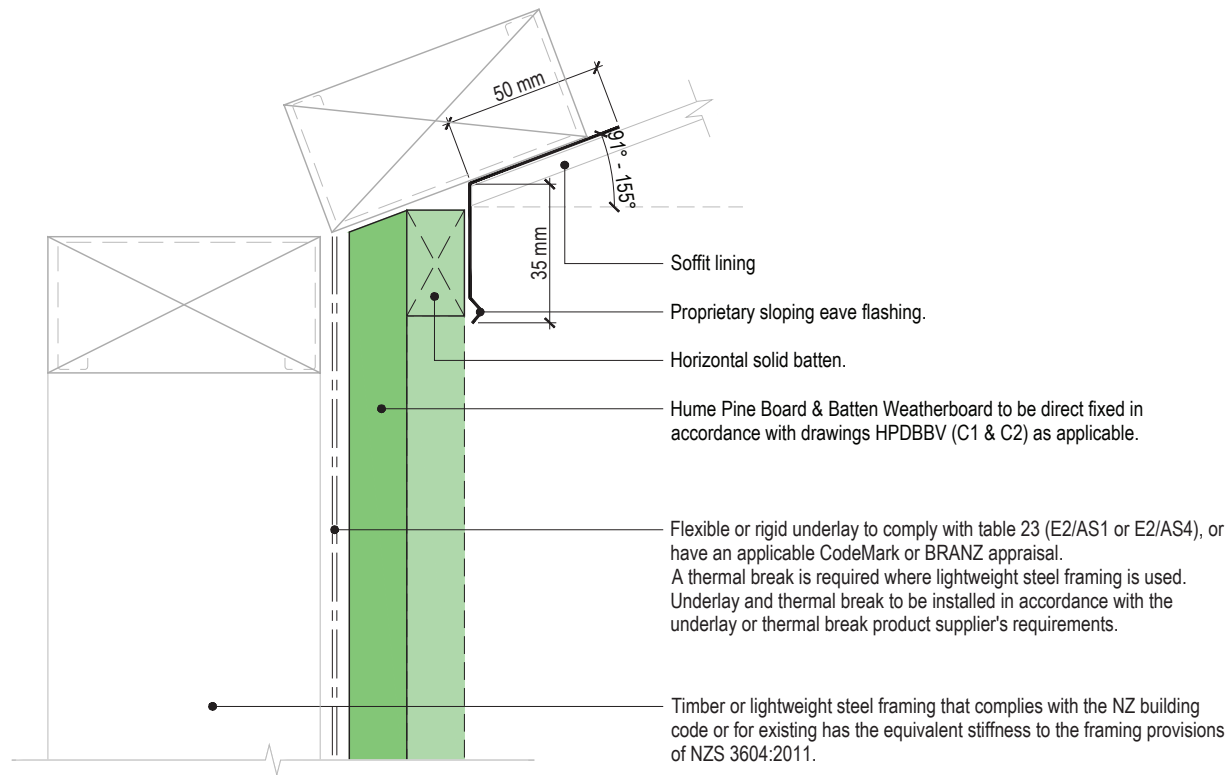 50 mm
91° - 155°
35 mm
Soffit lining
Proprietary sloping eave flashing.
Horizontal solid batten.
Hume Pine Board & Batten Weatherboard to be direct fixed in
accordance with drawings HPDBBV (C1 & C2) as applicable.
Flexible or rigid underlay to comply with table 23 (E2/AS1 or E2/AS4), or
have an applicable CodeMark or BRANZ appraisal.
A thermal break is required where lightweight steel framing is used.
Underlay and thermal break to be installed in accordance with the
underlay or thermal break product supplier's requirements.
Timber or lightweight steel framing that complies with the NZ building
code or for existing has the equivalent stiffness to the framing provisions
of NZS 3604:2011.